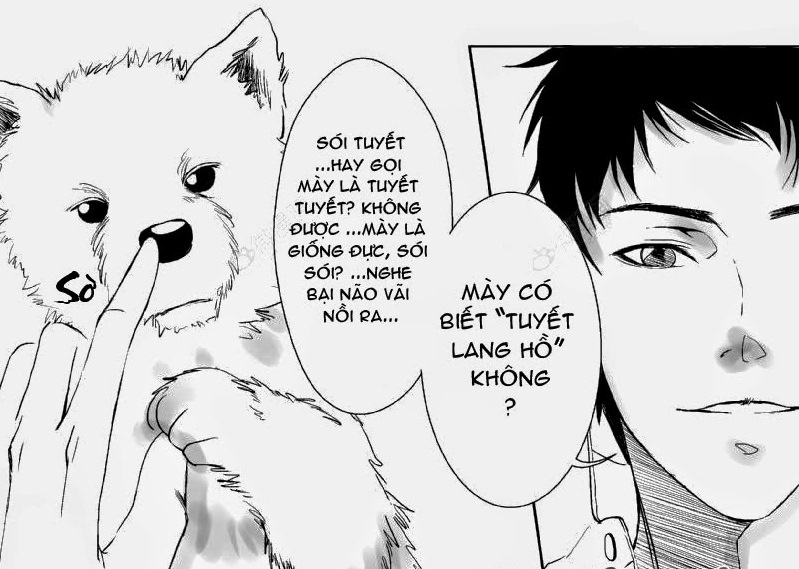 SÓI TUYẾT
...HAY GỌI
MÀY LÀ TUYẾT
TUYẾT? KHÔNG
ĐƯỢC ...MÀY LÀ
GIỐNG ĐỰC, SÓI
SÓI? ...NGHE
BẠI NÃO VÃI
NỒI RA...
MÀY CÓ
BIẾT “TUYẾT
LANG HỒ”
KHÔNG
?
Sờ